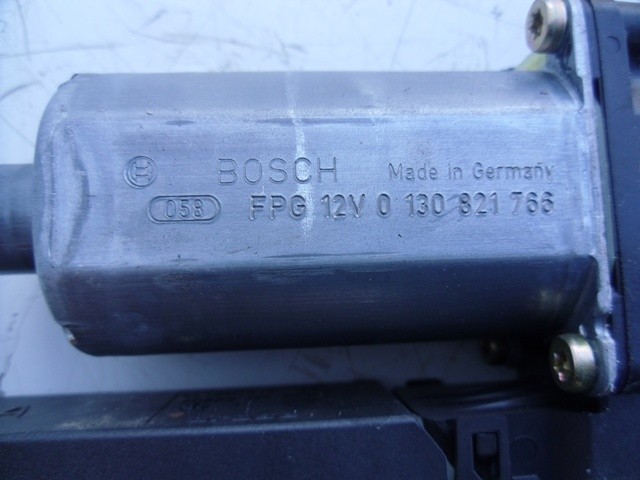 BOSCH Made in Germany
058 FPG 12V 0 130 821 766